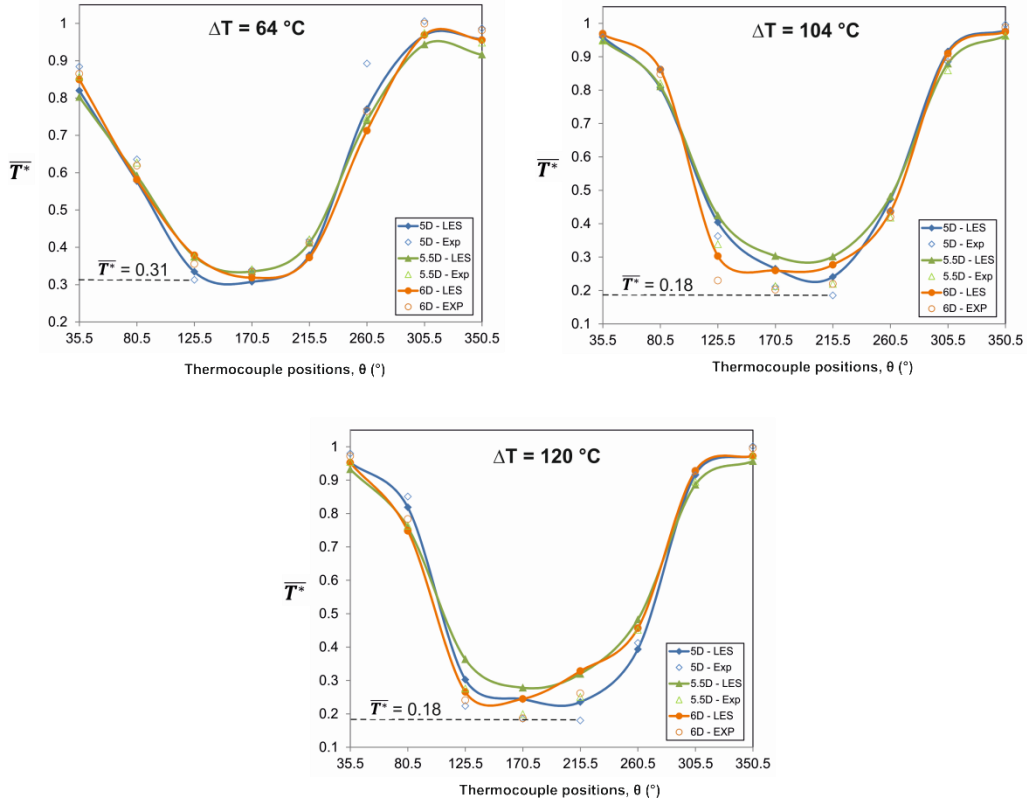 ΔT = 64 °C
1
0.9
0.8
0.7
0.6
0.5
0.4
0.3
0.2
T*
T* = 0.31
5D - LES
5D - Exp
5.5D - LES
5.5D - Exp
6D - LES
6D - EXP
35.5 80.5 125.5 170.5 215.5 260.5 305.5 350.5
Thermocouple positions, θ (°)
ΔT = 104 °C
1
0.9
0.8
0.7
0.6
0.5
0.4
0.3
0.2
0.1
T*
T* = 0.18
5D - LES
5D - Exp
5.5D - LES
5.5D - Exp
6D - LES
6D - EXP
35.5 80.5 125.5 170.5 215.5 260.5 305.5 350.5
Thermocouple positions, θ (°)
ΔT = 120 °C
1
0.9
0.8
0.7
0.6
0.5
0.4
0.3
0.2
0.1
T*
T* = 0.18
5D - LES
5D - Exp
5.5D - LES
5.5D - Exp
6D - LES
6D - EXP
35.5 80.5 125.5 170.5 215.5 260.5 305.5 350.5
Thermocouple positions, θ (°)